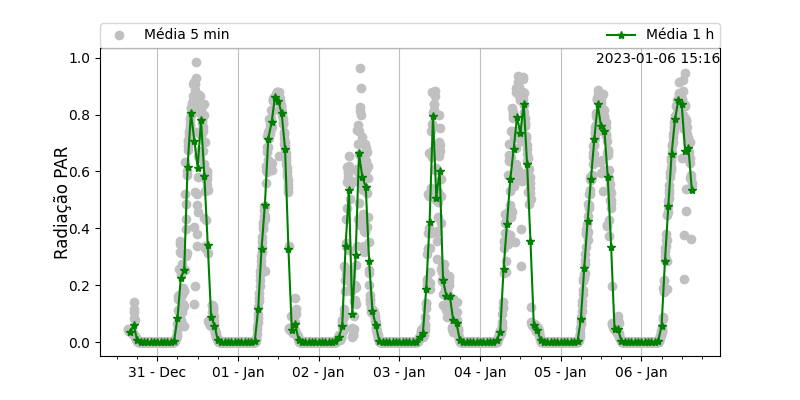 Média 5 min
Média 1 h
2023-01-06 15:16
Radiação PAR
1.0
0.8
0.6
0.4
0.2
0.0
31 - Dec
01 - Jan
02 - Jan
03 - Jan
04 - Jan
05 - Jan
06 - Jan